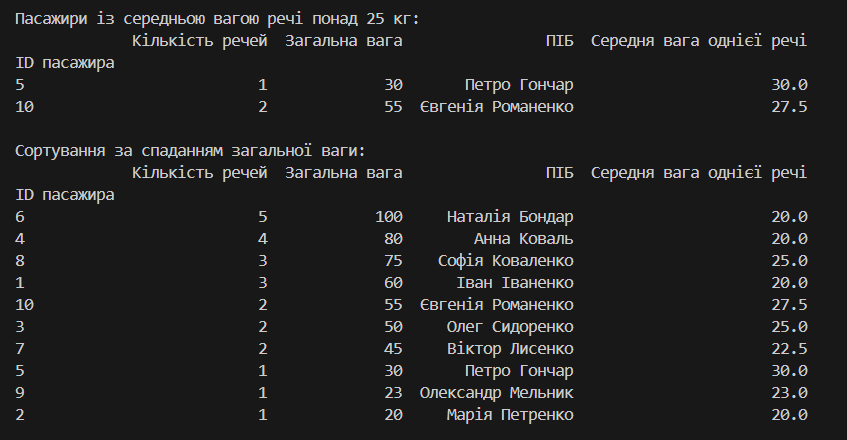 Пасажири із середньою вагою речі понад 25 кг:
Кількість речей Загальна вага ПІБ Середня вага однієї речі
ID пасажира
5 1 30 Петро Гончар 30.0
10 2 55 Євгенія Романенко 27.5
Сортування за спаданням загальної ваги:
Кількість речей Загальна вага ПІБ Середня вага однієї речі
ID пасажира
6 5 100 Наталія Бондар 20.0
4 4 80 Анна Коваль 20.0
8 3 75 Софія Коваленко 25.0
1 3 60 Іван Іваненко 20.0
10 2 55 Євгенія Романенко 27.5
3 2 50 Олег Сидоренко 25.0
7 2 45 Віктор Лисенко 22.5
5 1 30 Петро Гончар 30.0
9 1 23 Олександр Мельник 23.0
2 1 20 Марія Петренко 20.0